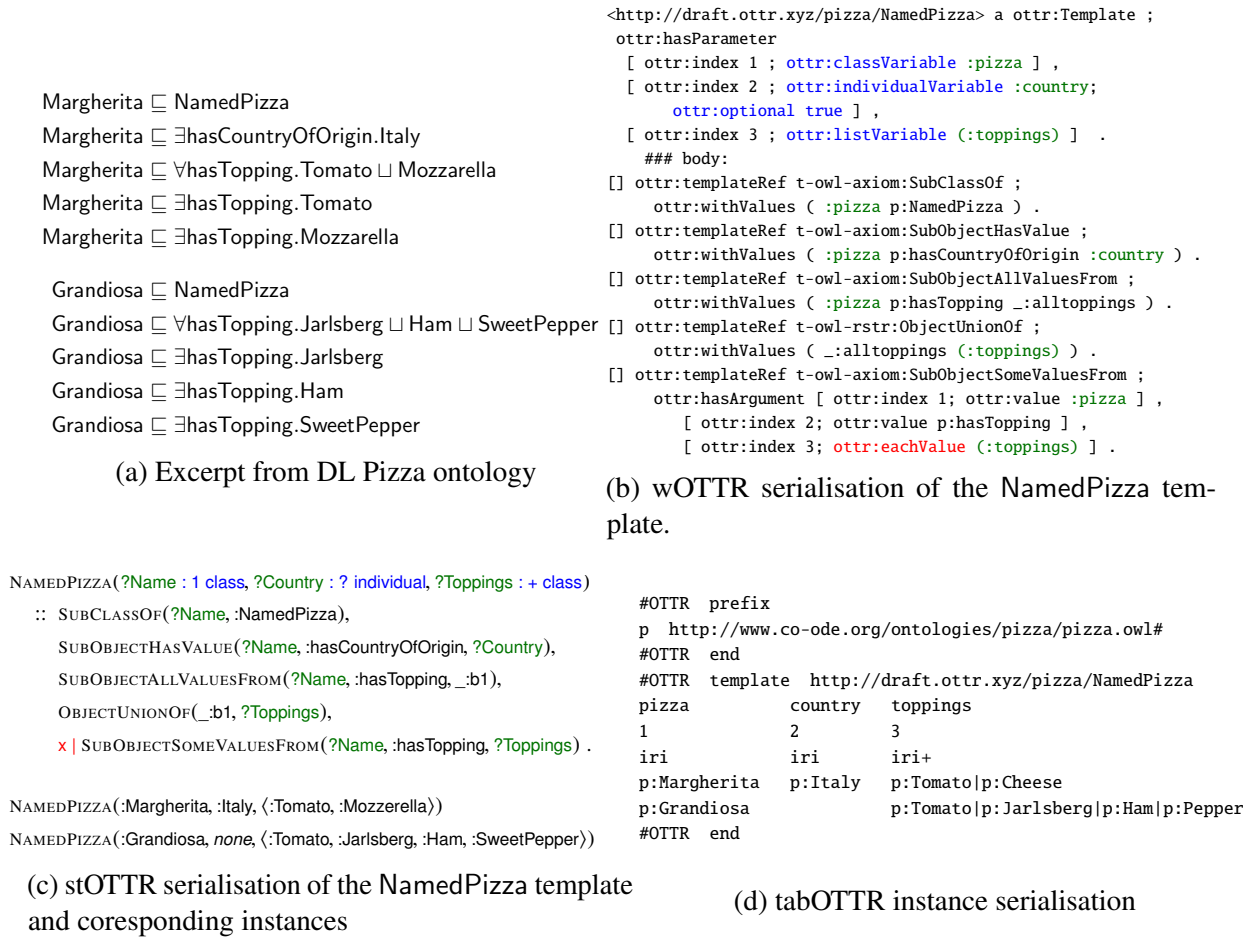 Margherita ⊑ NamedPizza
Margherita ⊑ ∃hasCountryOfOrigin.Italy
Margherita ⊑ ∀hasTopping.Tomato ⊔ Mozzarella
Margherita ⊑ ∃hasTopping.Tomato
Margherita ⊑ ∃hasTopping.Mozzarella
Grandiosa ⊑ NamedPizza
Grandiosa ⊑ ∀hasTopping.Jarlsberg ⊔ Ham ⊔ SweetPepper
Grandiosa ⊑ ∃hasTopping.Jarlsberg
Grandiosa ⊑ ∃hasTopping.Ham
Grandiosa ⊑ ∃hasTopping.SweetPepper
(a) Excerpt from DL Pizza ontology
<http://draft.ottr.xyz/pizza/NamedPizza> a ottr:Template ;
ottr:hasParameter
[ ottr:index 1 ; ottr:classVariable :pizza ] ,
[ ottr:index 2 ; ottr:individualVariable :country;
ottr:optional true ] ,
[ ottr:index 3 ; ottr:listVariable (:toppings) ] .
### body:
[] ottr:templateRef t-owl-axiom:SubClassOf ;
ottr:withValues ( :pizza p:NamedPizza ) .
[] ottr:templateRef t-owl-axiom:SubObjectHasValue ;
ottr:withValues ( :pizza p:hasCountryOfOrigin :country ) .
[] ottr:templateRef t-owl-axiom:SubObjectAllValuesFrom ;
ottr:withValues ( :pizza p:hasTopping _:alltoppings ) .
[] ottr:templateRef t-owl-rstr:ObjectUnionOf ;
ottr:withValues ( _:alltoppings (:toppings) ) .
[] ottr:templateRef t-owl-axiom:SubObjectSomeValuesFrom ;
ottr:hasArgument [ ottr:index 1; ottr:value :pizza ] ,
[ ottr:index 2; ottr:value p:hasTopping ] ,
[ ottr:index 3; ottr:eachValue (:toppings) ] .
(b) wOTTR serialisation of the NamedPizza tem-
plate.
NAMEDPIZZA(?Name : 1 class, ?Country : ? individual, ?Toppings : + class)
:: SUBCLASSOF(?Name, :NamedPizza),
SUBOBJECTHASVALUE(?Name, :hasCountryOfOrigin, ?Country),
SUBOBJECTALLVALUESFROM(?Name, :hasTopping, _:b1),
OBJECTUNIONOF(_:b1, ?Toppings),
x | SUBOBJECTSOMEVALUESFROM(?Name, :hasTopping, ?Toppings) .
NAMEDPIZZA(:Margherita, :Italy, ⟨:Tomato, :Mozzerella⟩)
NAMEDPIZZA(:Grandiosa, none, ⟨:Tomato, :Jarlsberg, :Ham, :SweetPepper⟩)
(c) stOTTR serialisation of the NamedPizza template
and coresponding instances
#OTTR prefix
p http://www.co-ode.org/ontologies/pizza/pizza.owl#
#OTTR end
#OTTR template http://draft.ottr.xyz/pizza/NamedPizza
pizza country toppings
1 2 3
iri iri iri+
p:Margherita p:Italy p:Tomato|p:Cheese
p:Grandiosa p:Tomato|p:Jarlsberg|p:Ham|p:Pepper
#OTTR end
(d) tabOTTR instance serialisation